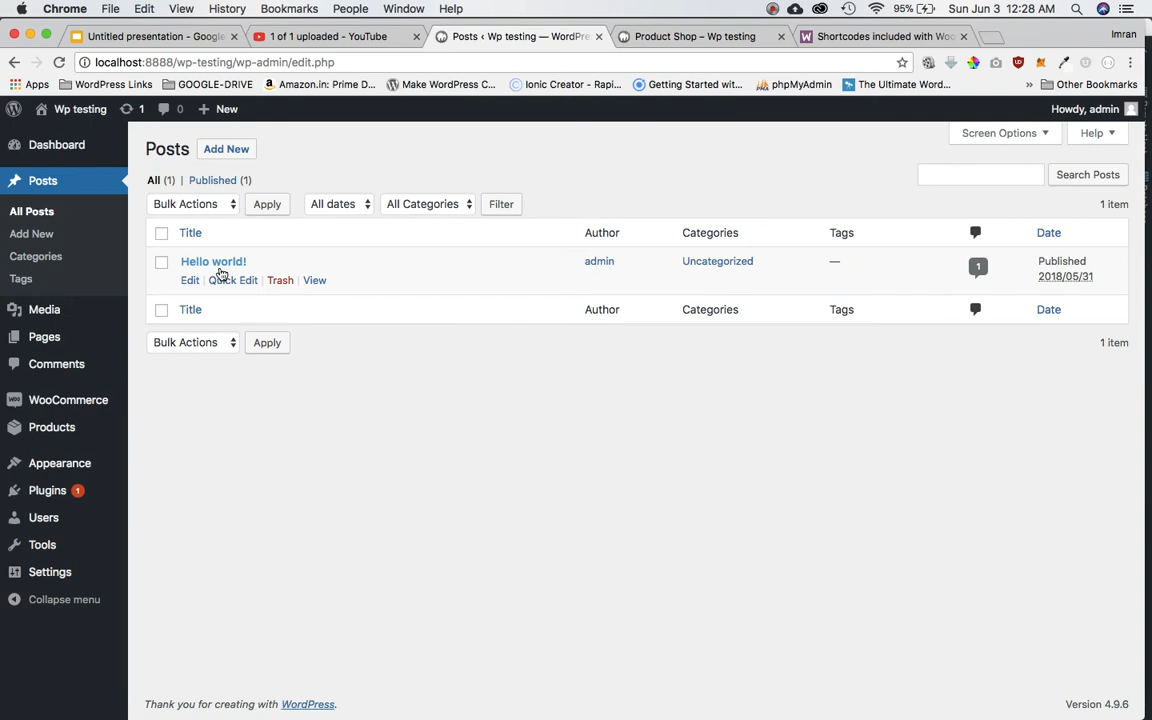 Chrome File Edit View History Bookmarks People Window Help 95% Sun Jun 3 12:28 AM
Untitled presentation - Google 1 of 1 uploaded - YouTube Posts ‹ Wp testing — WordPre Product Shop – Wp testing Shortcodes included with Woo Imran
localhost:8888/wp-testing/wp-admin/edit.php
Apps WordPress Links GOOGLE-DRIVE Amazon.in: Prime D... Make WordPress C... Ionic Creator - Rapi... Getting Started wit... phpMyAdmin The Ultimate Word... » Other Bookmarks
Wp testing 1 0 + New Howdy, admin
Dashboard
Posts
All Posts
Add New
Categories
Tags
Media
Pages
Comments
WooCommerce
Products
Appearance
Plugins 1
Users
Tools
Settings
Collapse menu
Screen Options Help
Posts Add New
All (1) | Published (1)
Search Posts
Bulk Actions Apply All dates All Categories Filter 1 item
Title Author Categories Tags Date
Hello world! admin Uncategorized — 1 Published
Edit | Quick Edit | Trash | View 2018/05/31
Title Author Categories Tags Date
Bulk Actions Apply 1 item
Thank you for creating with WordPress. Version 4.9.6